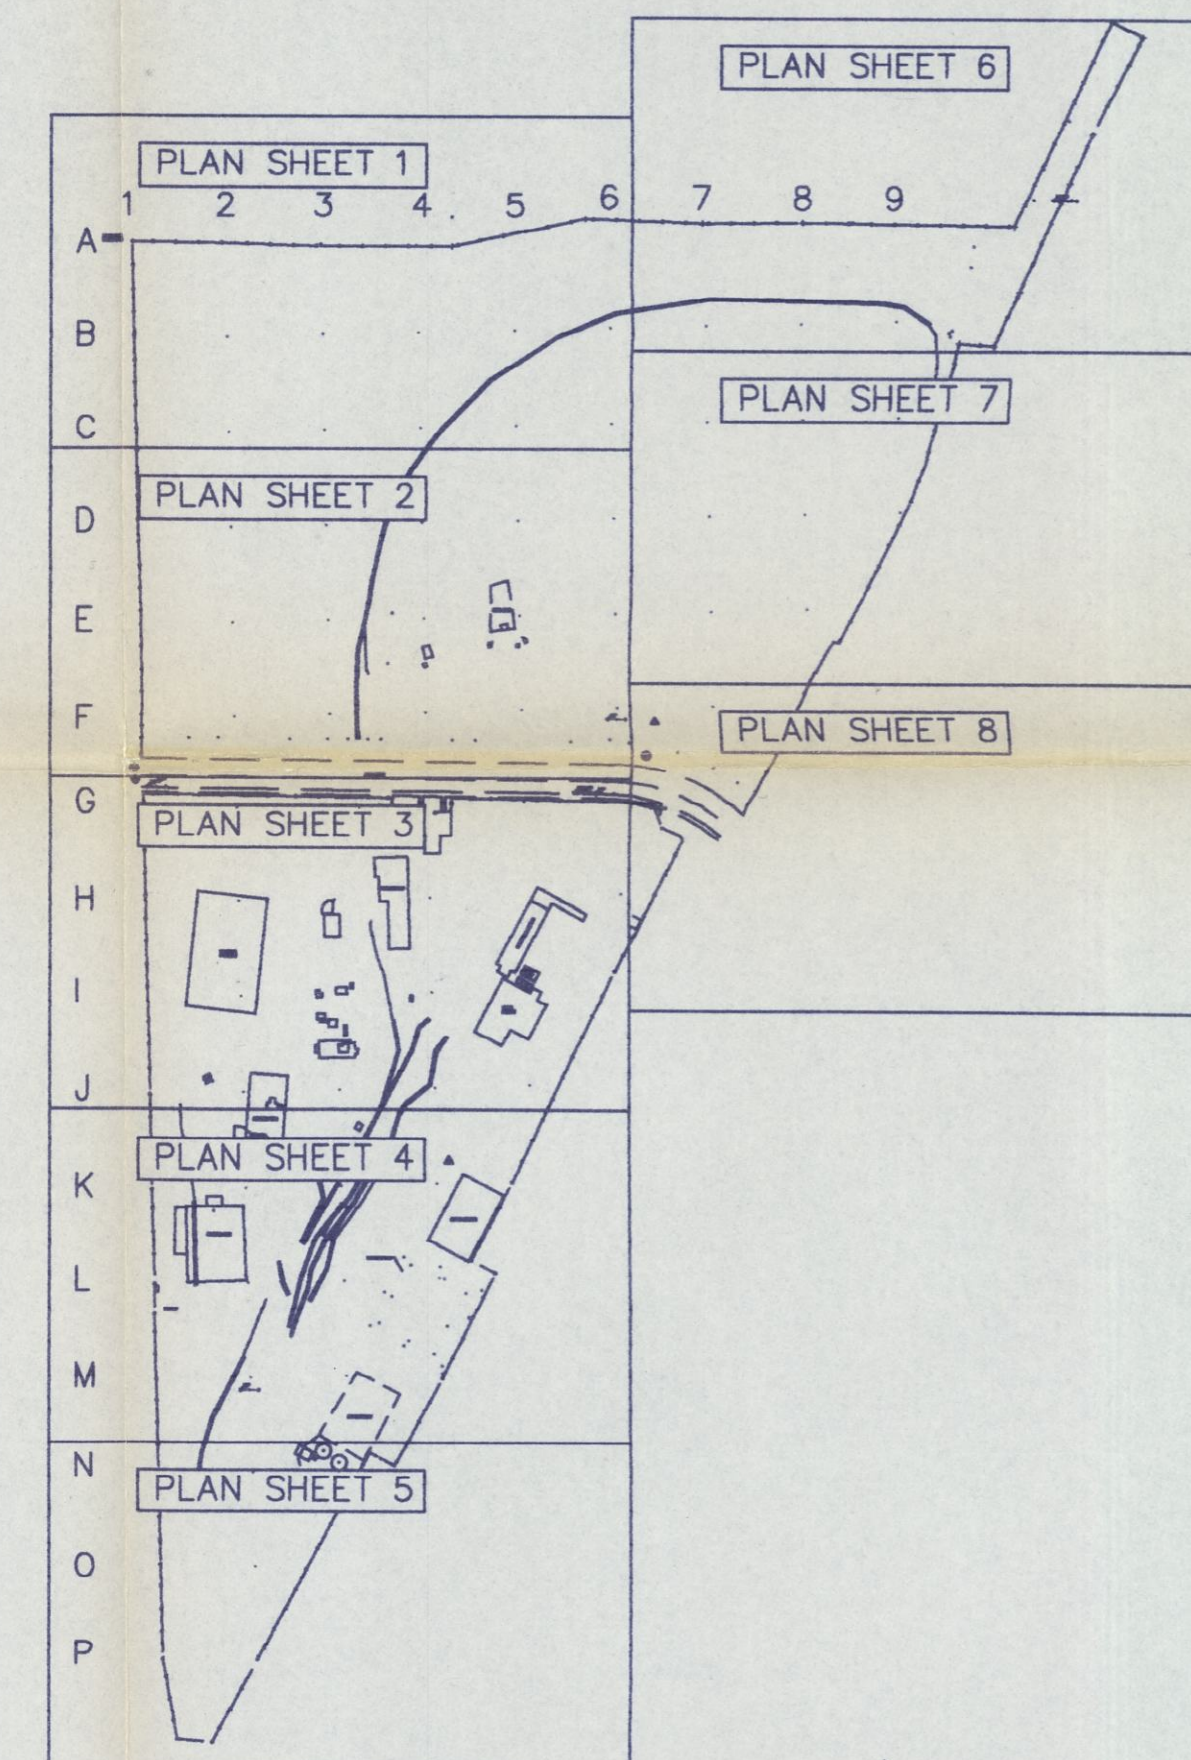 PLAN SHEET 6
PLAN SHEET 1
1 2 3 4 5 6 7 8 9
A
B
PLAN SHEET 7
C
PLAN SHEET 2
D
E
F
PLAN SHEET 8
G
PLAN SHEET 3
H
I
J
PLAN SHEET 4
K
L
M
N
PLAN SHEET 5
O
P